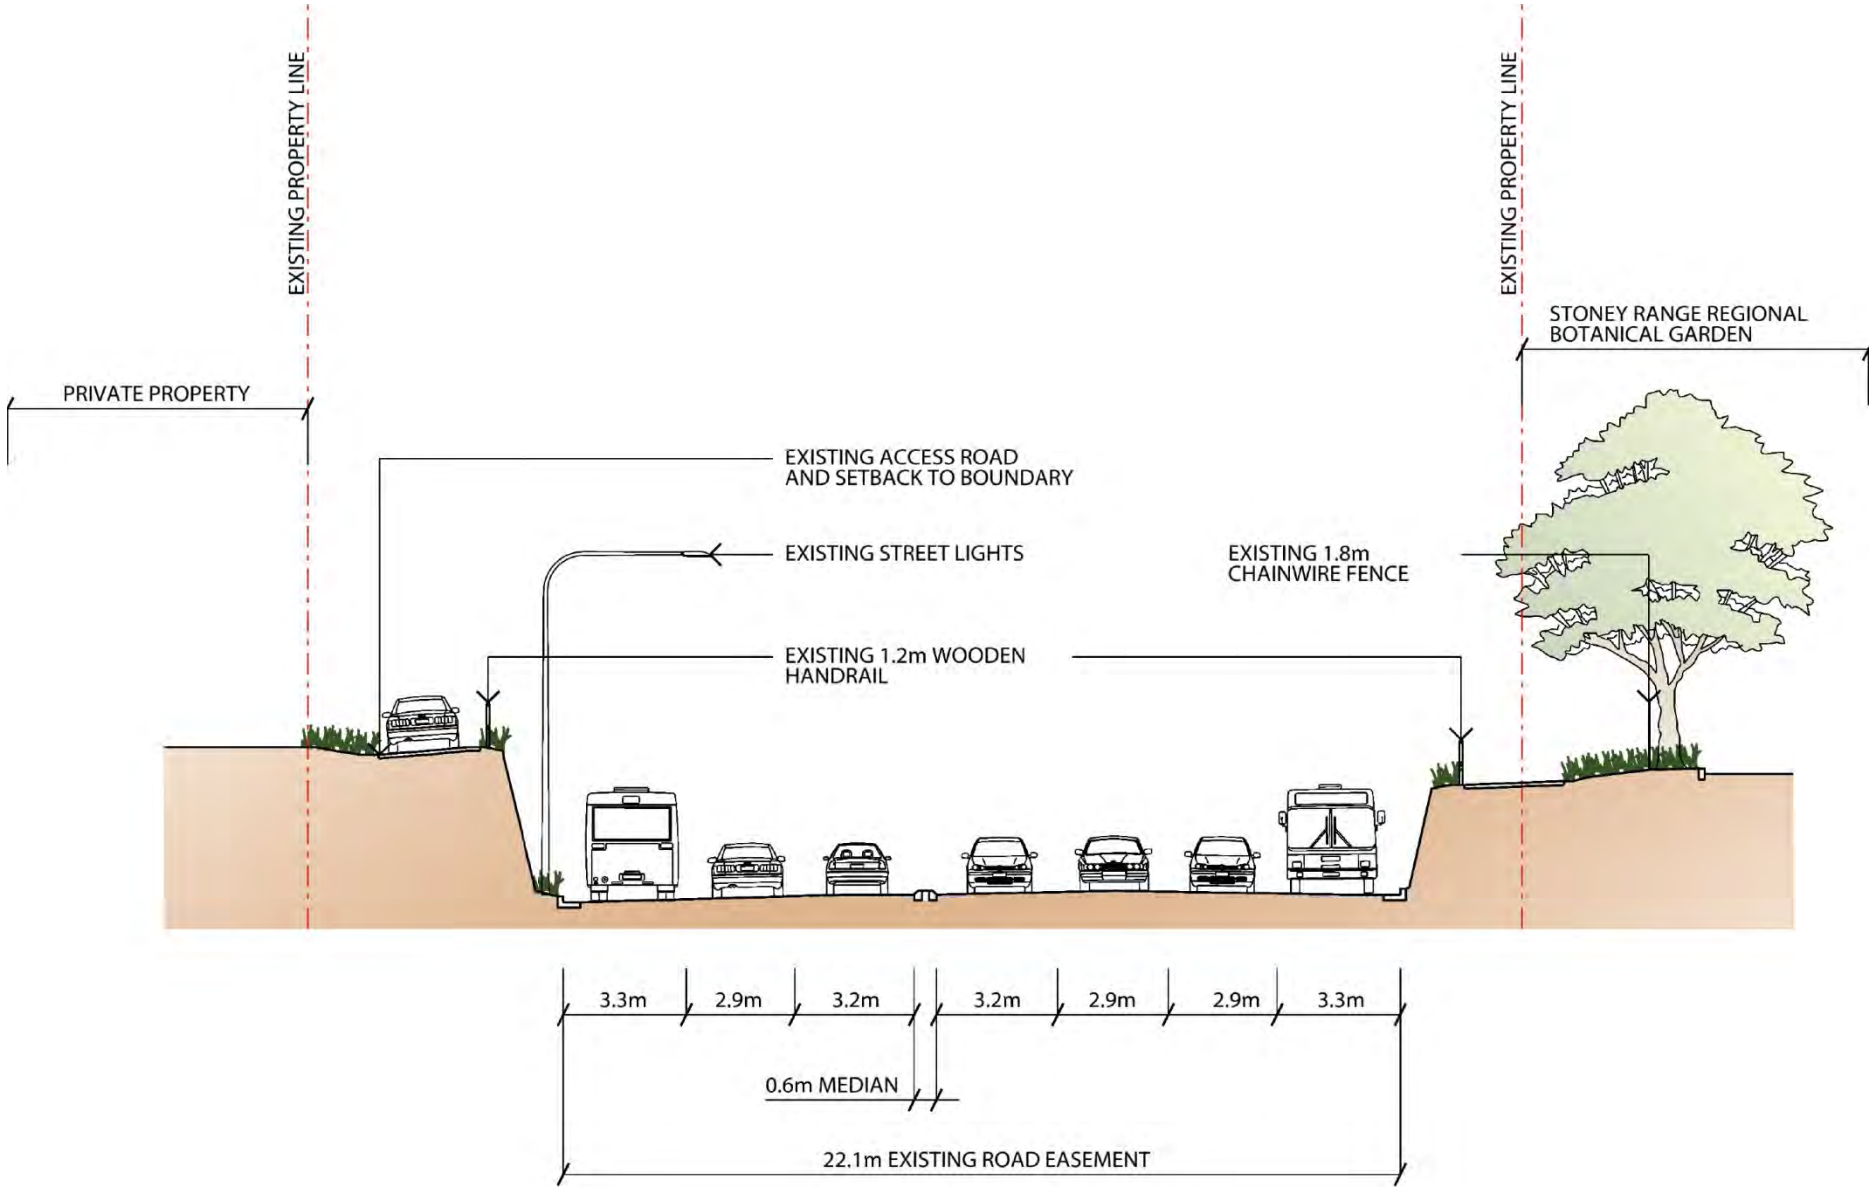 EXISTING PROPERTY LINE
EXISTING PROPERTY LINE
STONEY RANGE REGIONAL
BOTANICAL GARDEN
PRIVATE PROPERTY
EXISTING ACCESS ROAD
AND SETBACK TO BOUNDARY
EXISTING STREET LIGHTS
EXISTING 1.8m
CHAINWIRE FENCE
EXISTING 1.2m WOODEN
HANDRAIL
3.3m 2.9m 3.2m 3.2m 2.9m 2.9m 3.3m
0.6m MEDIAN
22.1m EXISTING ROAD EASEMENT